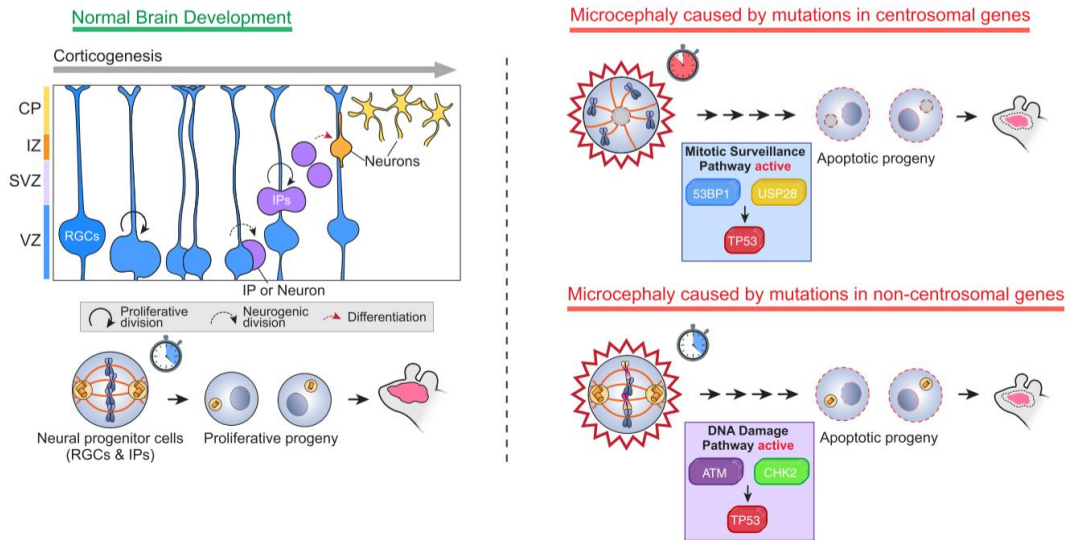 Normal Brain Development
Corticogenesis
CP
IZ
SVZ
VZ
Neurons
IPs
RGCs
IP or Neuron
Proliferative
division
Neurogenic
division
Differentiation
Neural progenitor cells
(RGCs & IPs)
Proliferative progeny
Microcephaly caused by mutations in centrosomal genes
Mitotic Surveillance
Pathway active
53BP1
USP28
TP53
Apoptotic progeny
Microcephaly caused by mutations in non-centrosomal genes
DNA Damage
Pathway active
ATM
CHK2
TP53
Apoptotic progeny